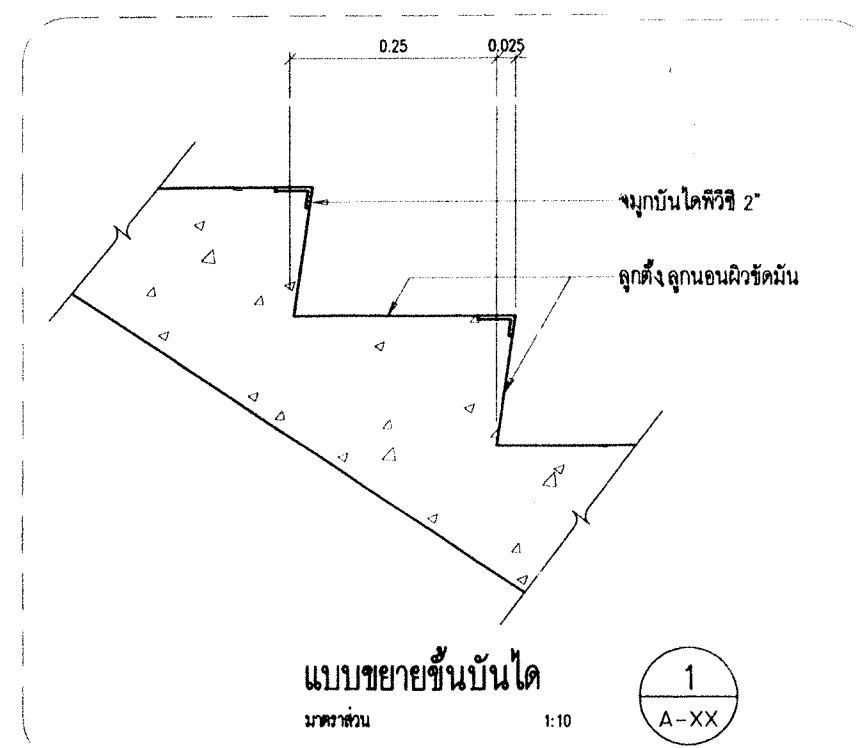 0.25 0.025
จมูกบันไดพีวีซี 2"
ลูกตั้ง ลูกนอนผิวขัดมัน
แบบขยายขั้นบันได
มาตราส่วน 1:10
1
A-XX